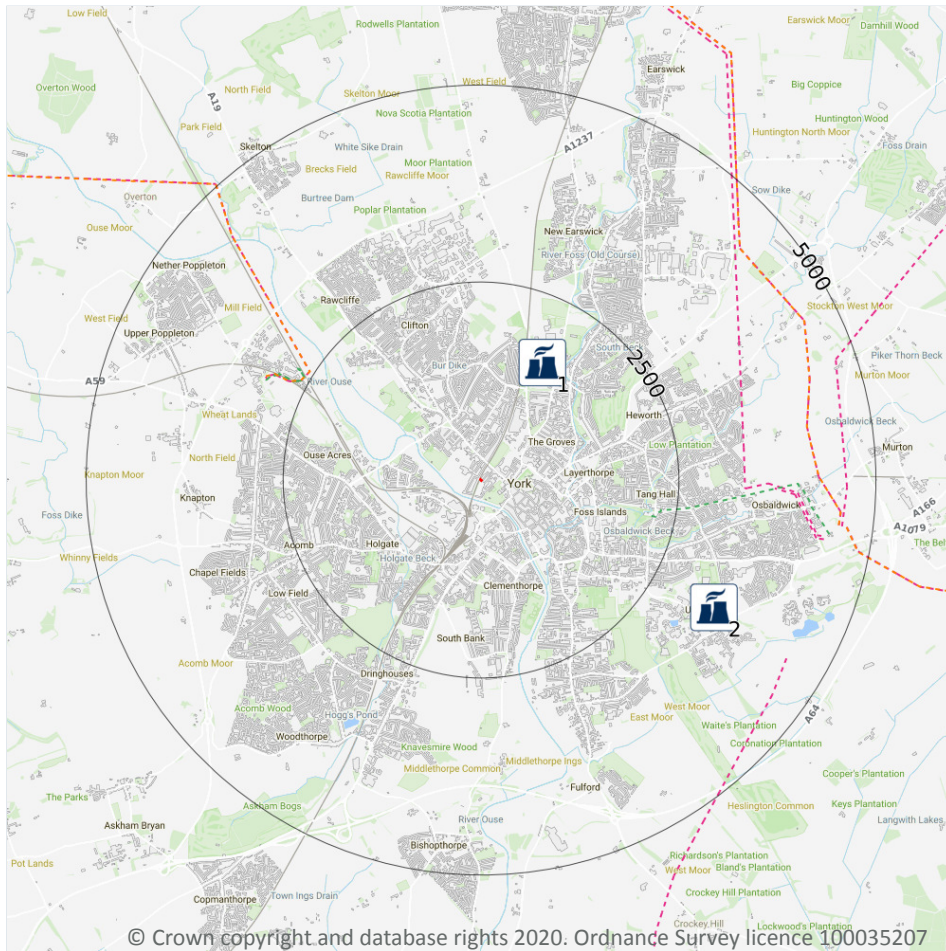 Low Field
Rodwells Plantation
Earswick Moor
Damhill Wood
Earswick
Overton Wood
North Field
Skelton Moor
West Field
Big Coppice
A19
Nova Scotia Plantation
Huntington Wood
Park Field
White Sike Drain
A1237
Huntington North Moor
Foss Drain
Skelton
Moor Plantation
Brecks Field
Rawcliffe Moor
Overton
Burtree Dam
Sow Dike
Poplar Plantation
Ouse Moor
New Earswick
5000
Nether Poppleton
River Foss (Old Course)
Rawcliffe
Mill Field
Stockton West Moor
West Field
Clifton
Upper Poppleton
South Beck
2500
Piker Thorn Beck
Bur Dike
Murton Moor
A59
River Ouse
1
Wheat Lands
Heworth
Osbaldwick Beck
North Field
The Groves
Low Plantation
Murton
Ouse Acres
Layerthorpe
Knapton Moor
York
Tang Hall
Knapton
Foss Islands
Osbaldwick
A166
Foss Dike
Osbaldwick Beck
A1079
Acomb
Holgate
The Bel
Whinny Fields
Holgate Beck
Chapel Fields
Clementhorpe
Low Field
U
2
South Bank
Acomb Moor
Dringhouses
West Moor
Acomb Wood
Hogg's Pond
East Moor
A64
Waite's Plantation
Woodthorpe
Coronation Plantation
Knavesmire Wood
Middlethorpe Ings
Middlethorpe Common
Cooper's Plantation
Fulford
The Parks
Askham Bogs
Heslington Common
Keys Plantation
River Ouse
Langwith Lakes
Askham Bryan
Bishopthorpe
Pot Lands
Richardson's Plantation
West Moor
Bland's Plantation
Crockey Hill Plantation
Copmanthorpe
Town Ings Drain
Crockey Hill
Lockwood's Plantation
© Crown copyright and database rights 2020. Ordnance Survey licence 100035207